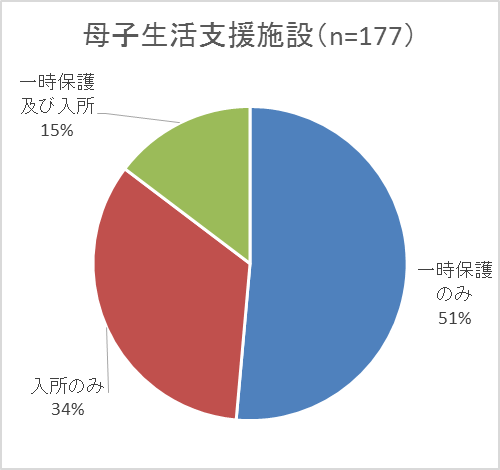 母子生活支援施設（n=177）
一時保護
及び入所
15%
一時保護
のみ
51%
入所のみ
34%